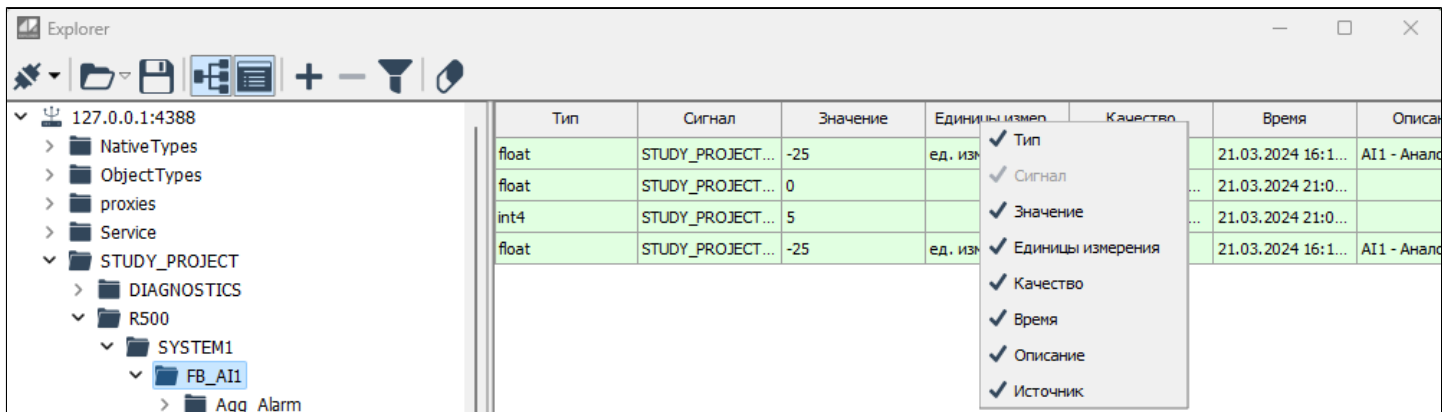 Explorer
127.0.0.1:4388
NativeTypes
ObjectTypes
proxies
Service
STUDY_PROJECT
DIAGNOSTICS
R500
SYSTEM1
FB_AI1
Agg_Alarm
Тип Сигнал Значение Единицы измер Качество Время Описан
float STUDY_PROJECT... -25 ед. изм 21.03.2024 16:1... AI1 - Анало
float STUDY_PROJECT... 0 ... 21.03.2024 21:0...
int4 STUDY_PROJECT... 5 ... 21.03.2024 21:0...
float STUDY_PROJECT... -25 ед. изм 21.03.2024 16:1... AI1 - Анало
Тип
Сигнал
Значение
Единицы измерения
Качество
Время
Описание
Источник